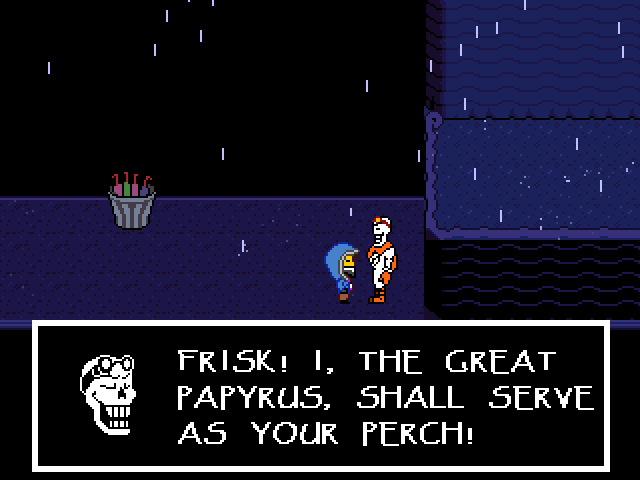 FRISK! I, THE GREAT
PAPYRUS, SHALL SERVE
AS YOUR PERCH!